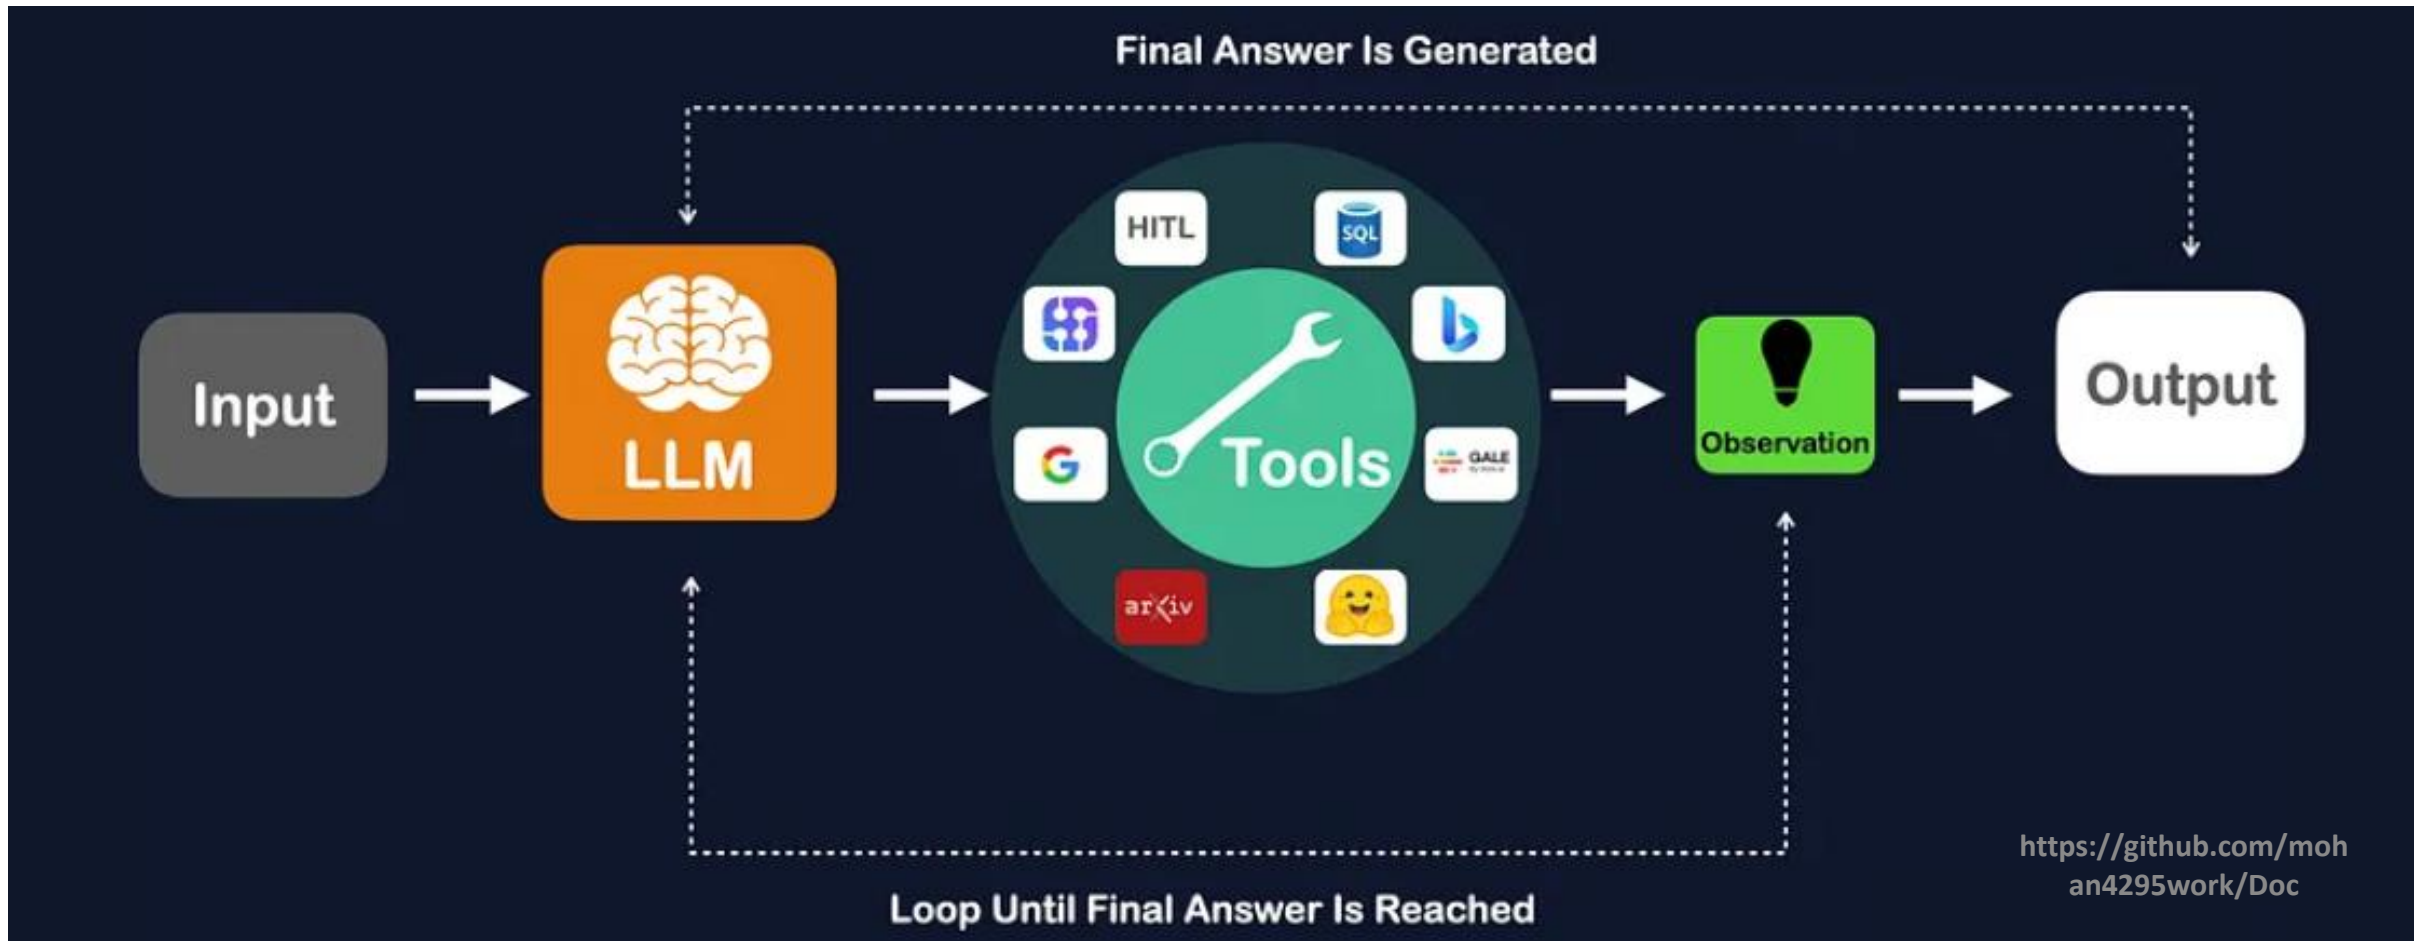 Final Answer Is Generated
HITL
SQL
Input
LLM
Tools
GALE
arXiv
Observation
Output
Loop Until Final Answer Is Reached
https://github.com/moh
an4295work/Doc